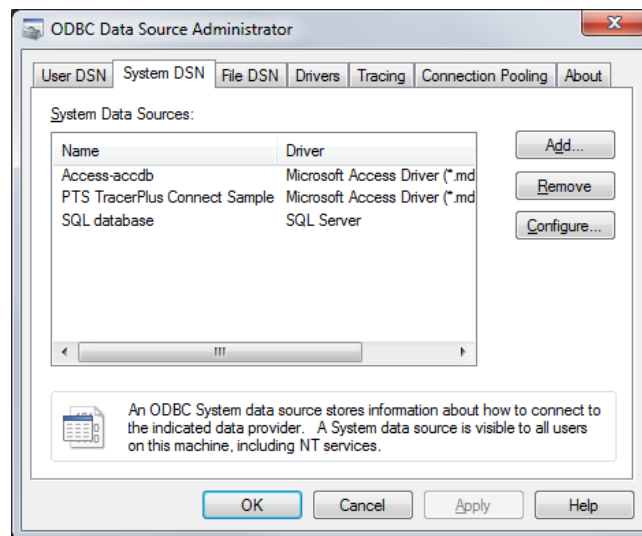 ODBC Data Source Administrator
User DSN System DSN File DSN Drivers Tracing Connection Pooling About
System Data Sources:
Name Driver
Access-accdb Microsoft Access Driver (*.md
PTS TracerPlus Connect Sample Microsoft Access Driver (*.md
SQL database SQL Server
Add...
Remove
Configure...
An ODBC System data source stores information about how to connect to
the indicated data provider. A System data source is visible to all users
on this machine, including NT services.
OK Cancel Apply Help